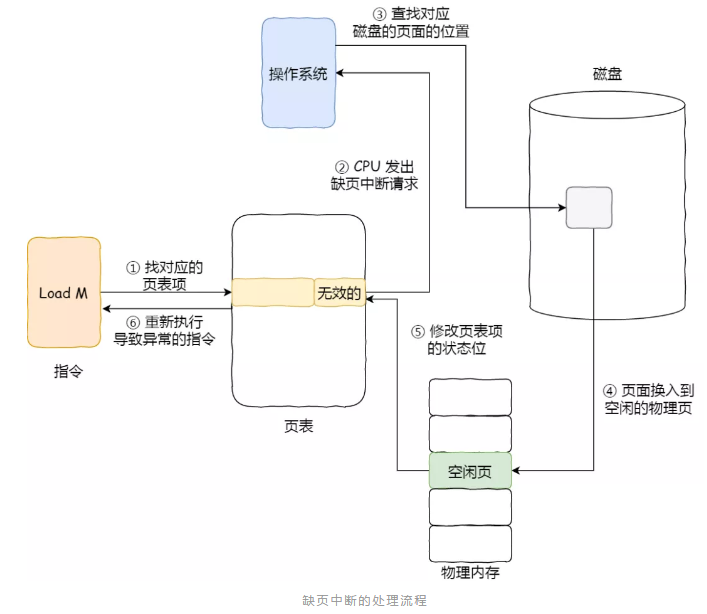 ③ 查找对应
磁盘的页面的位置
操作系统
磁盘
② CPU 发出
缺页中断请求
① 找对应的
页表项
Load M
无效的
⑥ 重新执行
导致异常的指令
指令
⑤ 修改页表项
的状态位
页表
④ 页面换入到
空闲的物理页
空闲页
物理内存
缺页中断的处理流程